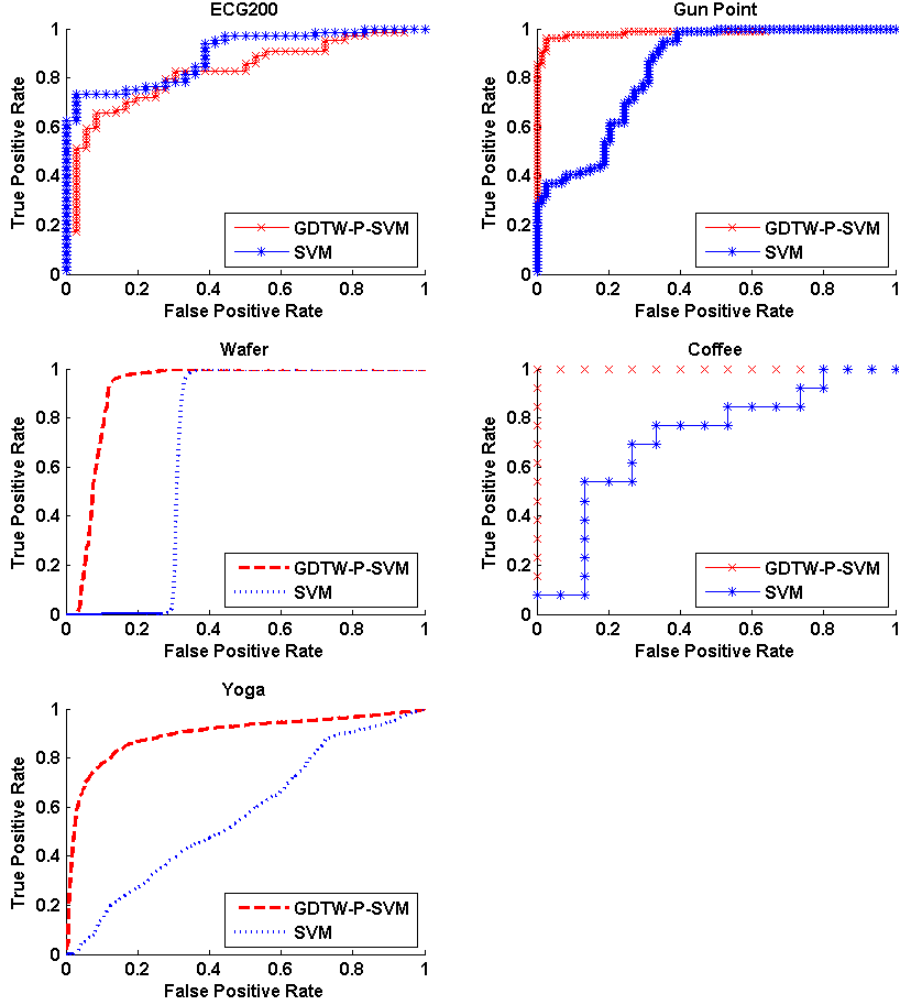 ECG200
1
0.8
0.6
0.4
0.2
0
0 0.2 0.4 0.6 0.8 1
True Positive Rate
False Positive Rate
GDTW-P-SVM
SVM
Gun Point
1
0.8
0.6
0.4
0.2
0
0 0.2 0.4 0.6 0.8 1
True Positive Rate
False Positive Rate
GDTW-P-SVM
SVM
Wafer
1
0.8
0.6
0.4
0.2
0
0 0.2 0.4 0.6 0.8 1
True Positive Rate
False Positive Rate
GDTW-P-SVM
SVM
Coffee
1
0.8
0.6
0.4
0.2
0
0 0.2 0.4 0.6 0.8 1
True Positive Rate
False Positive Rate
GDTW-P-SVM
SVM
Yoga
1
0.8
0.6
0.4
0.2
0
0 0.2 0.4 0.6 0.8 1
True Positive Rate
False Positive Rate
GDTW-P-SVM
SVM